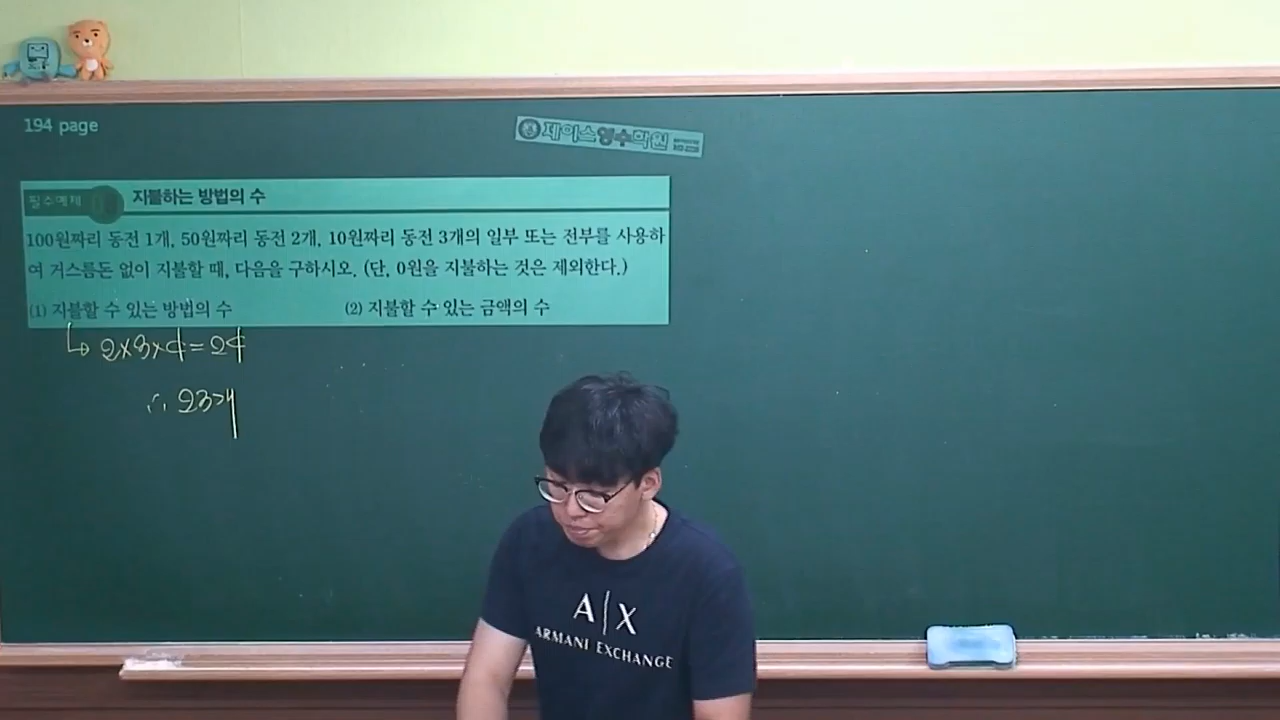 194 page
제이스영수학원
필수예제
지불하는 방법의 수
100원짜리 동전 1개, 50원짜리 동전 2개, 10원짜리 동전 3개의 일부 또는 전부를 사용하
여 거스름돈 없이 지불할 때, 다음을 구하시오. (단, 0원을 지불하는 것은 제외한다.)
(1) 지불할 수 있는 방법의 수 (2) 지불할 수 있는 금액의 수
2×3×4=24
∴ 23가지
A|X
ARMANI EXCHANGE